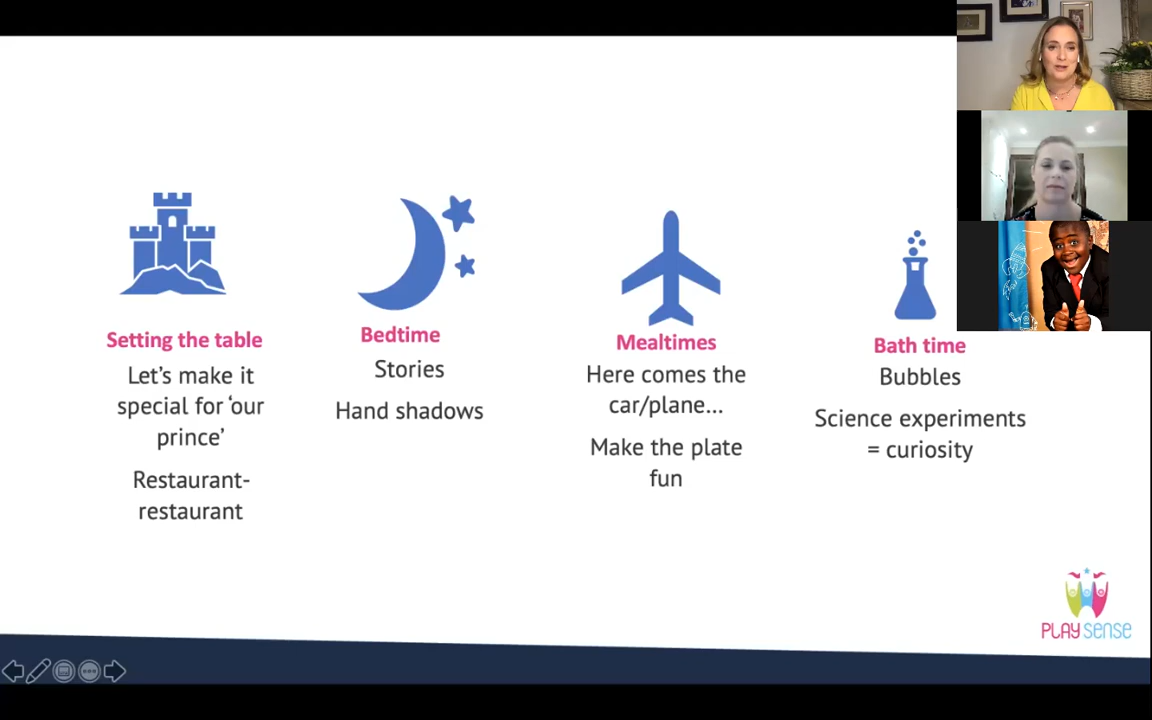 Setting the table
Let's make it
special for 'our
prince'
Restaurant-
restaurant
Bedtime
Stories
Hand shadows
Mealtimes
Here comes the
car/plane...
Make the plate
fun
Bath time
Bubbles
Science experiments
= curiosity
PLAY SENSE